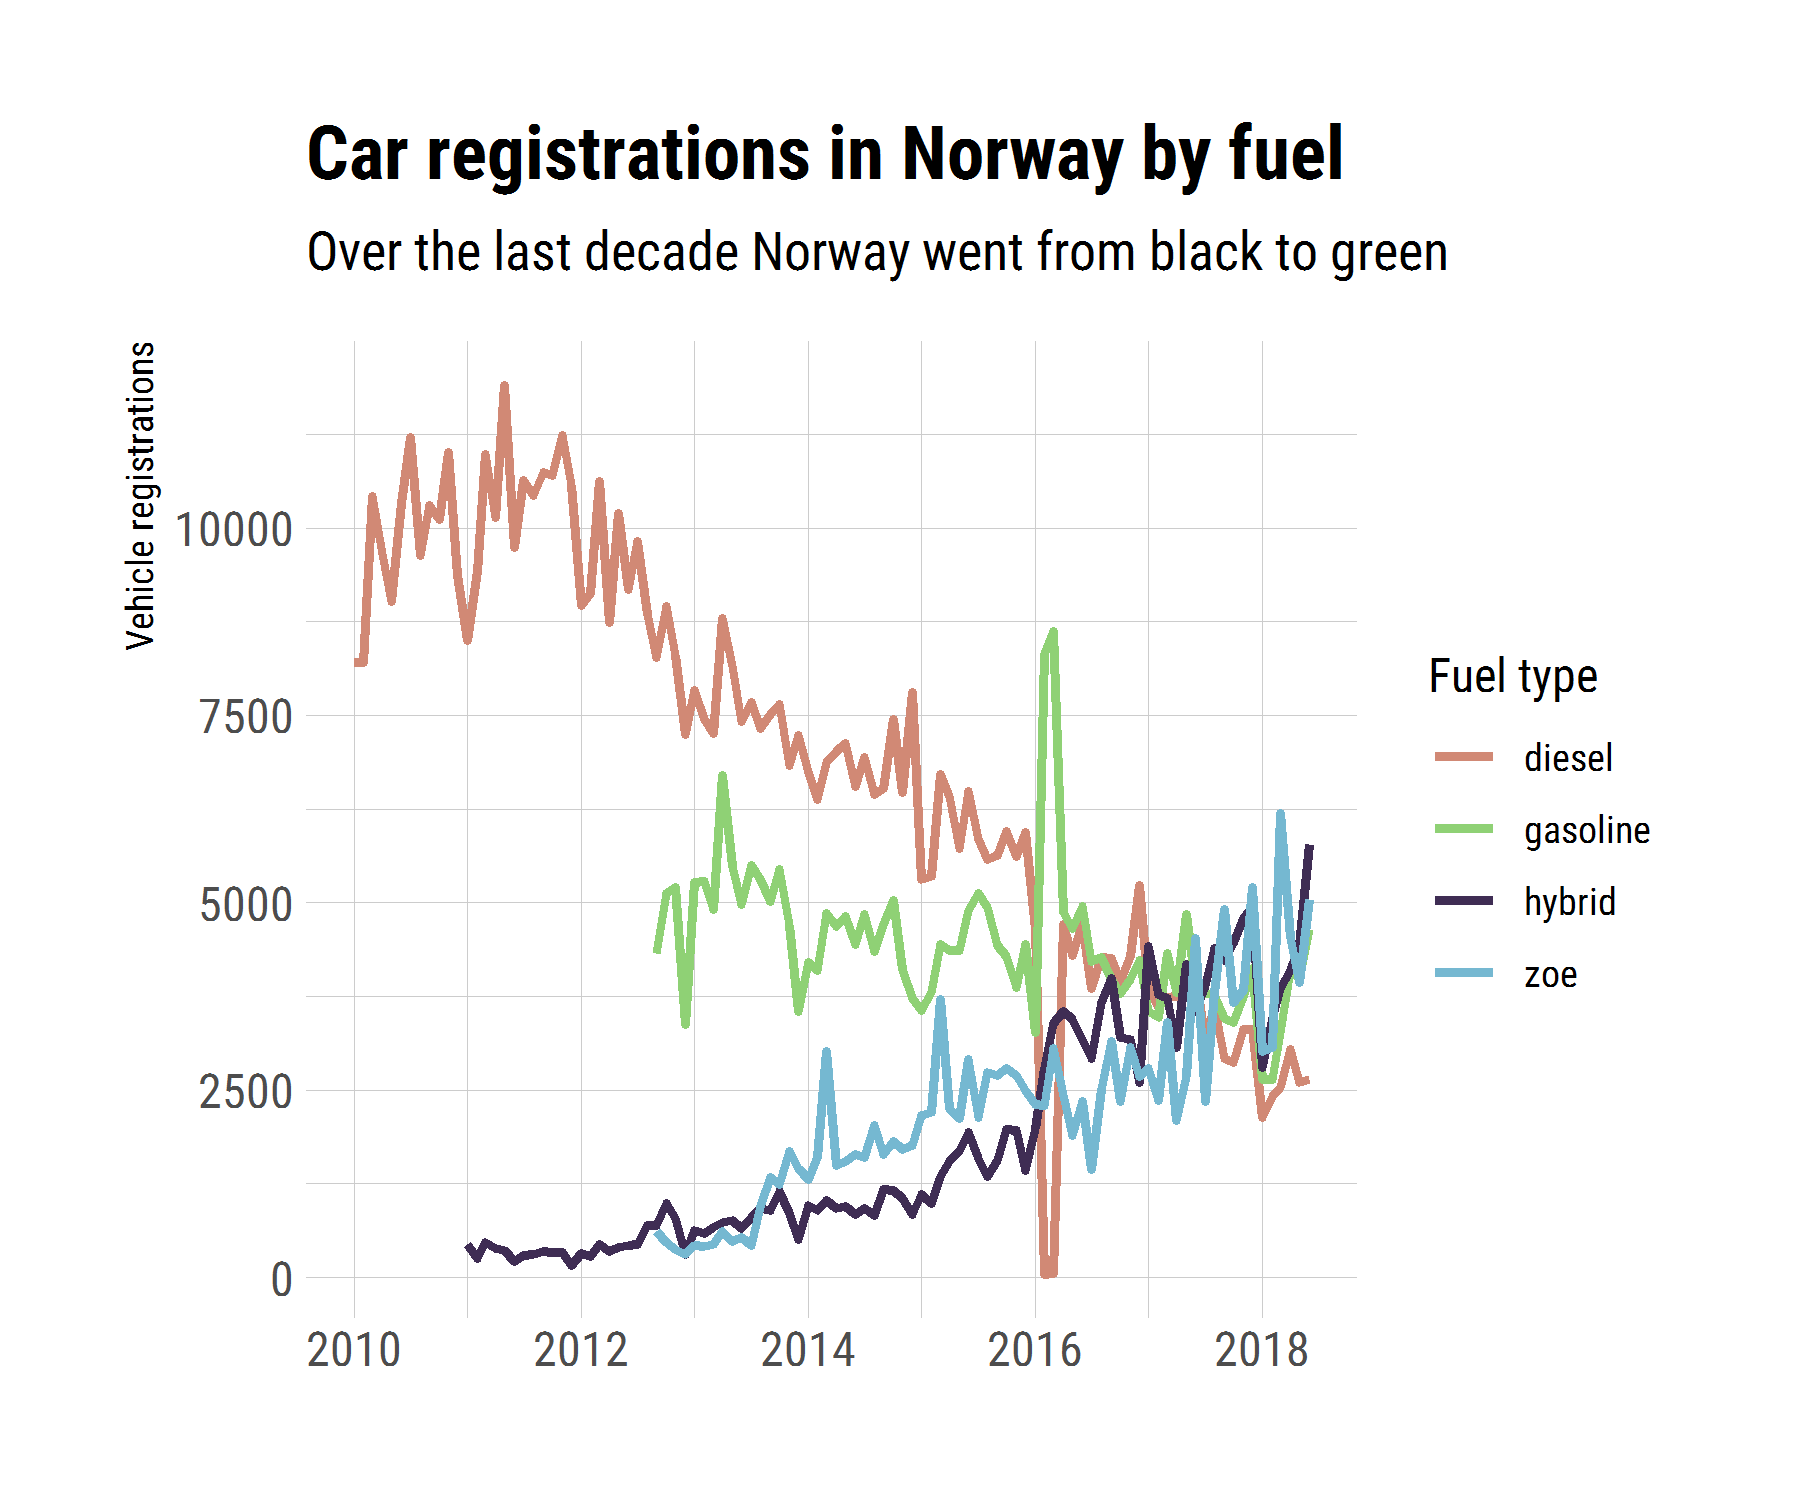 Car registrations in Norway by fuel
Over the last decade Norway went from black to green
Vehicle registrations
10000
7500
5000
2500
0
2010 2012 2014 2016 2018
Fuel type
diesel
gasoline
hybrid
zoe